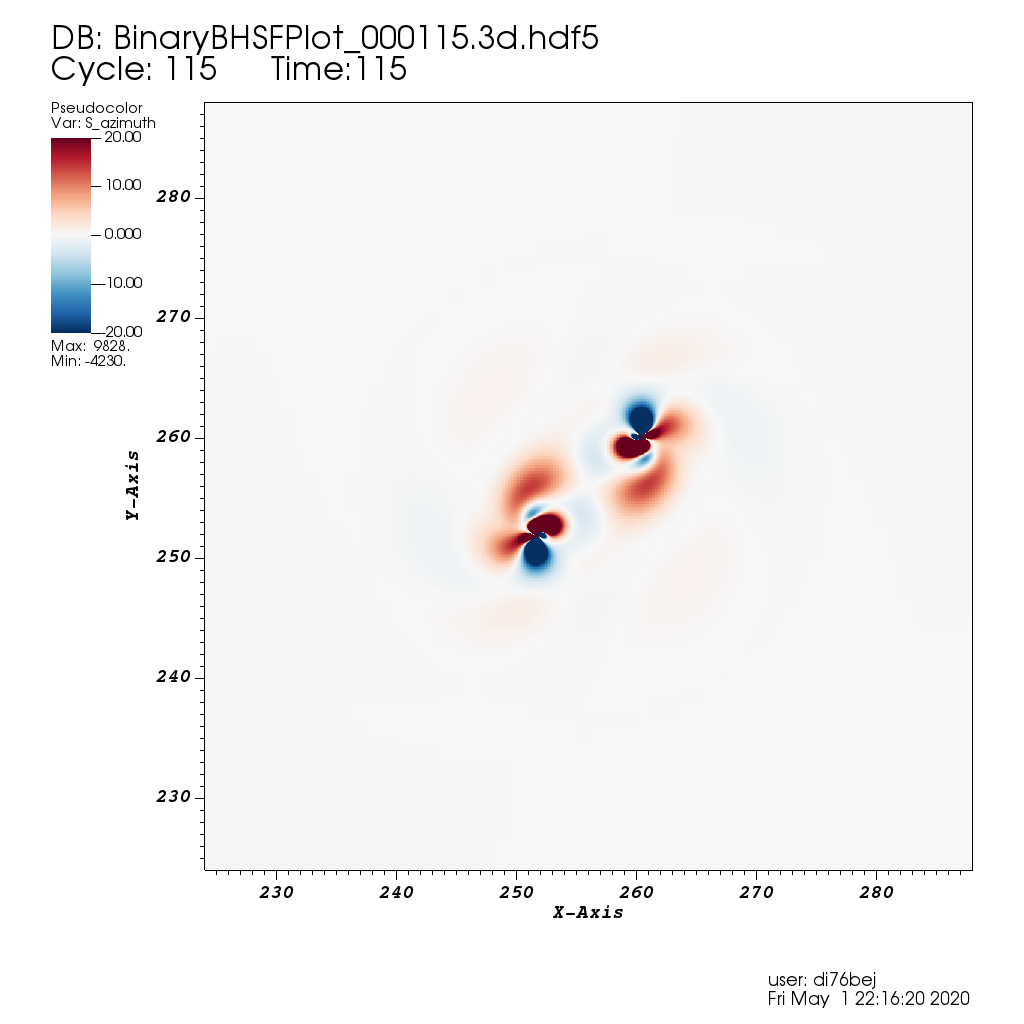 DB: BinaryBHSFPlot_000115.3d.hdf5
Cycle: 115 Time:115
Pseudocolor
Var: S_azimuth
20.00
10.00
0.000
-10.00
-20.00
Max: 9828.
Min: -4230.
280
270
260
250
240
230
Y-Axis
230 240 250 260 270 280
X-Axis
user: di76bej
Fri May 1 22:16:20 2020